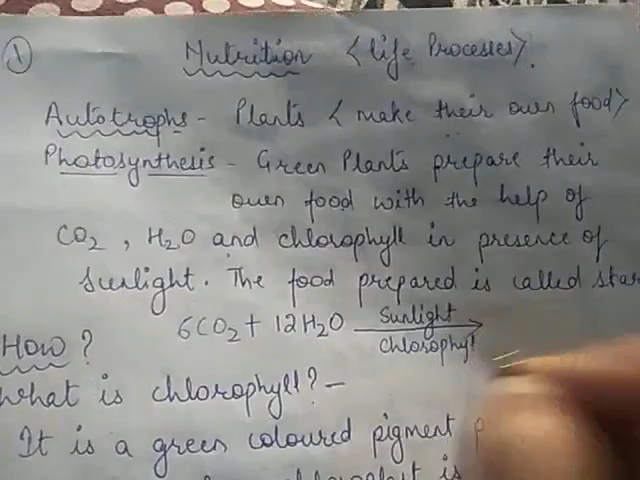 1
Nutrition <life Processes>.
Autotrophs - Plants <make their own food>
Photosynthesis - Green Plants prepare their
own food with the help of
CO2, H2O and chlorophyll in presence of
Sunlight. The food prepared is called
6CO2 + 12H2O Sunlight
Chlorophyl
How?
What is chlorophyll? -
It is a green coloured pigment
is